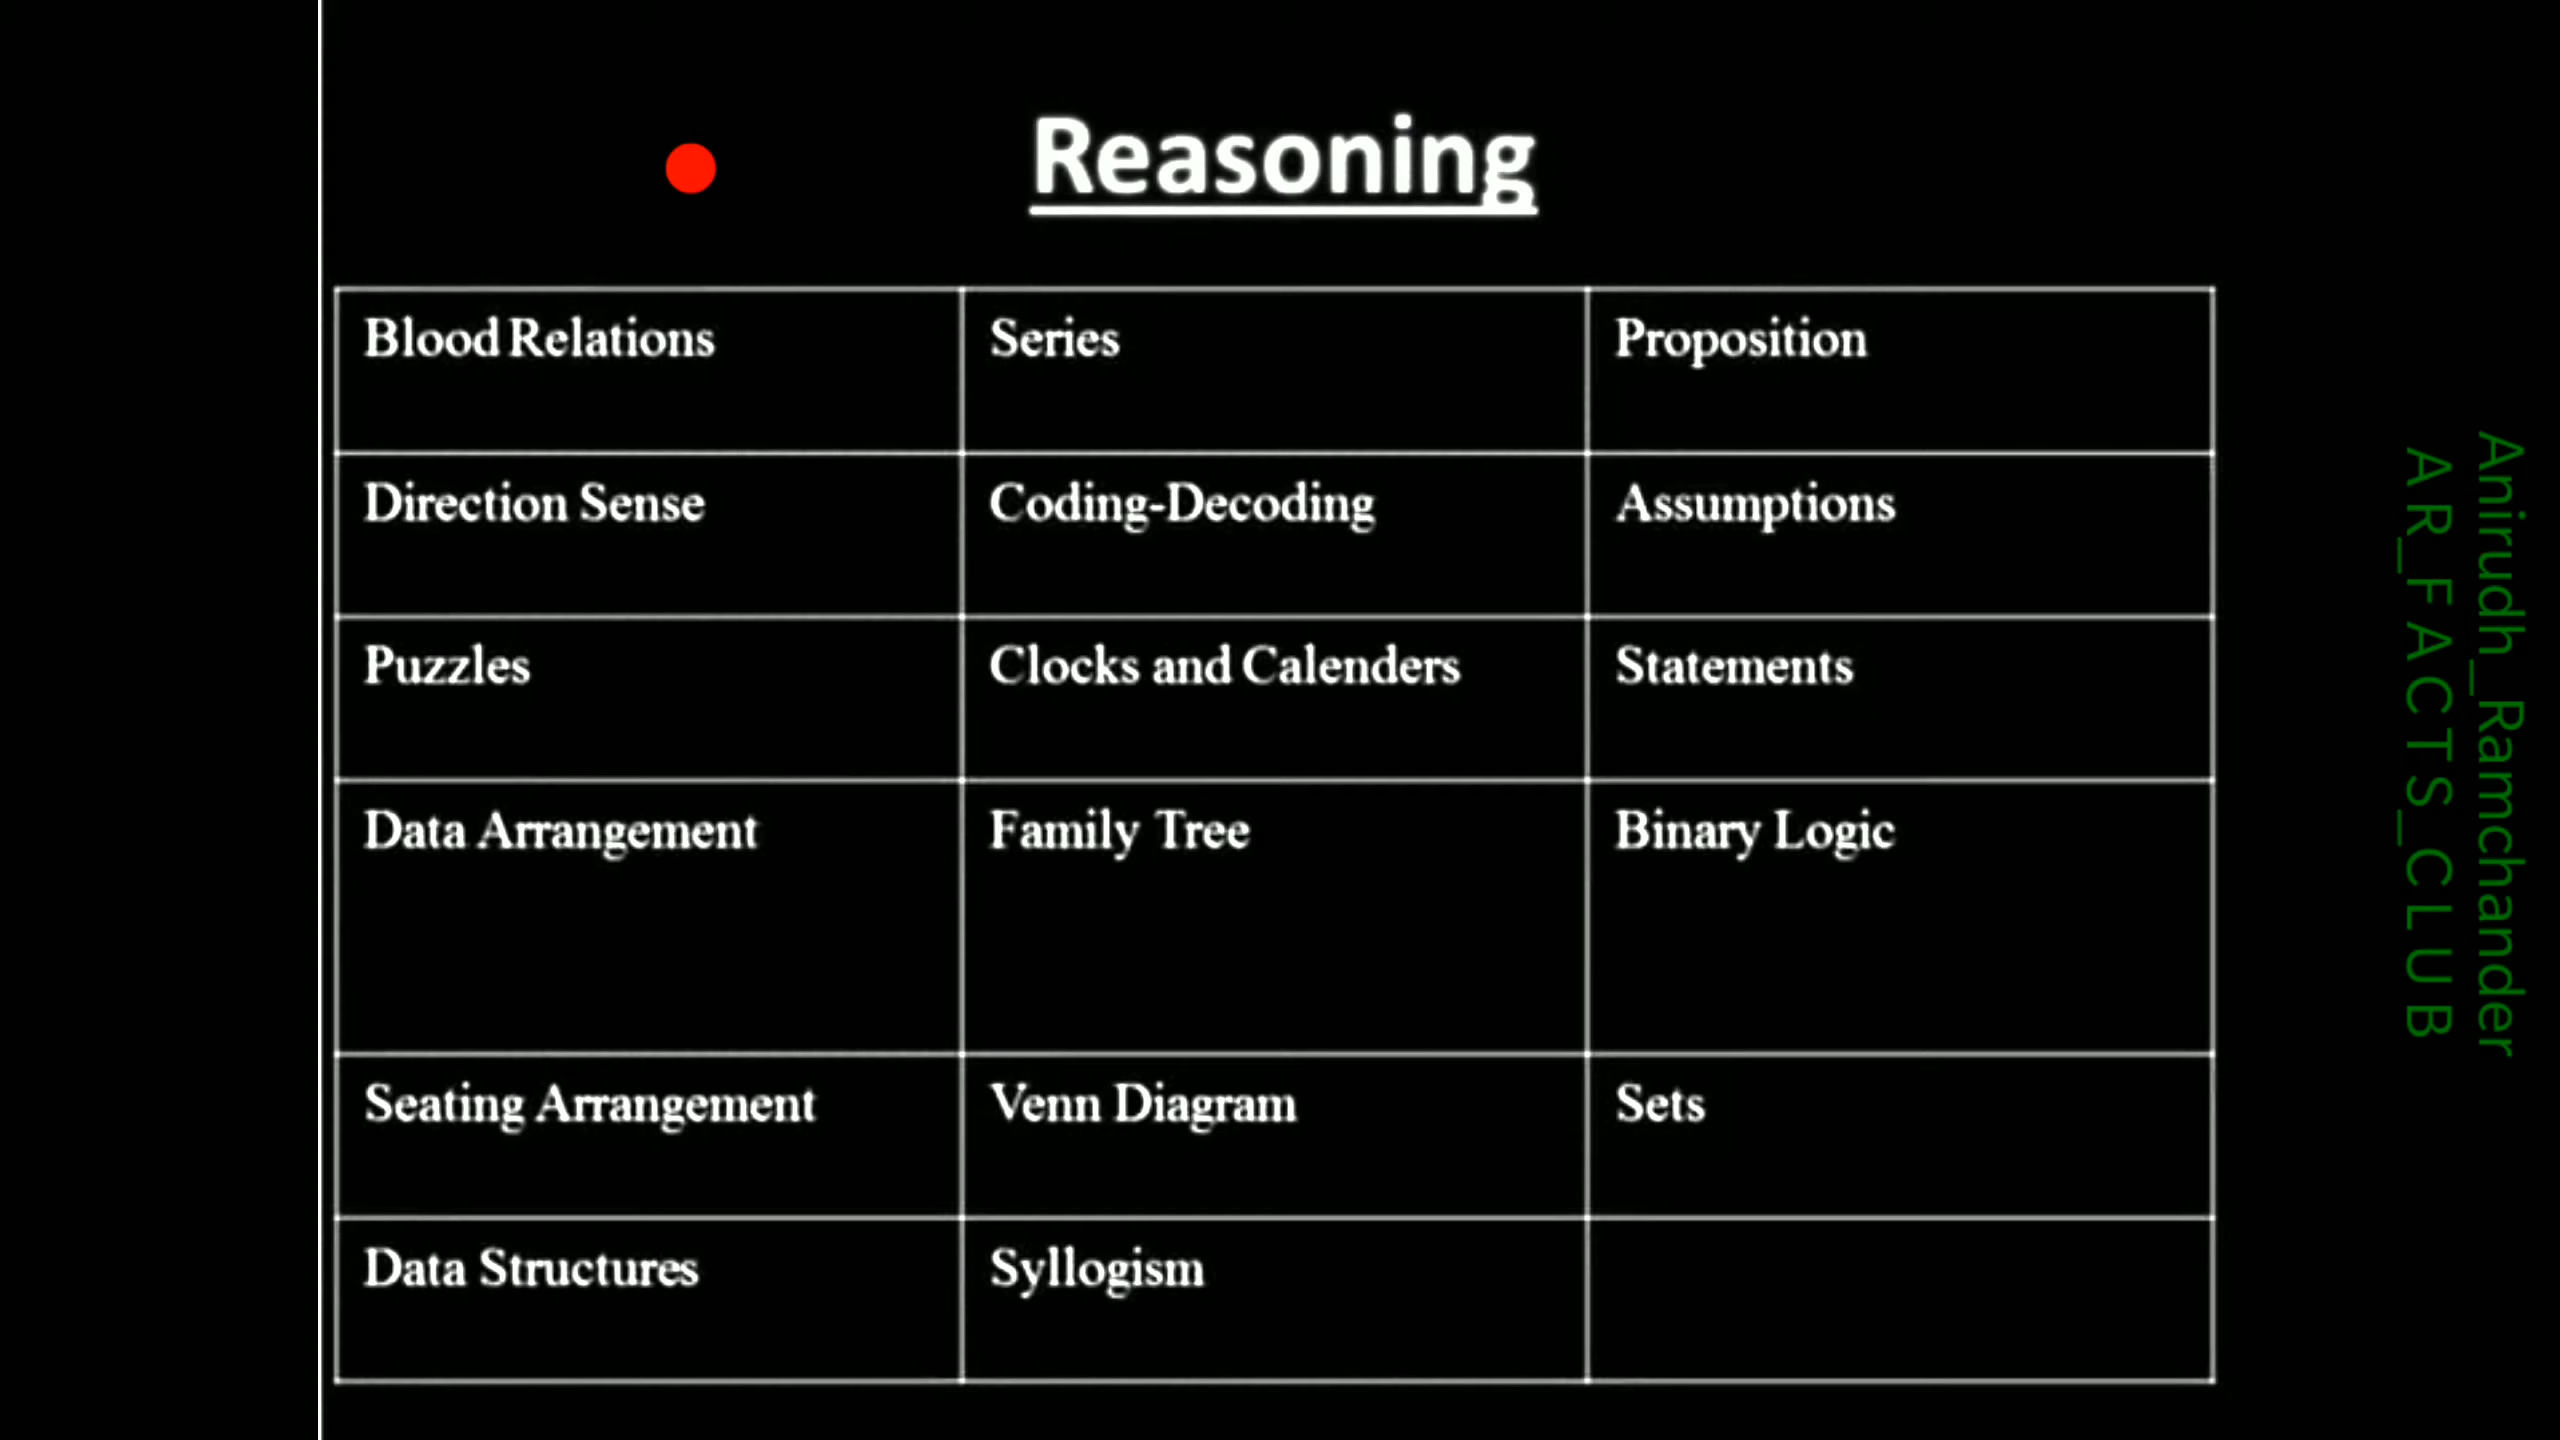 Reasoning
Blood Relations Series Proposition
Direction Sense Coding-Decoding Assumptions
Puzzles Clocks and Calenders Statements
Data Arrangement Family Tree Binary Logic
Seating Arrangement Venn Diagram Sets
Data Structures Syllogism
Anirudh_Ramchander
AR_FACTS_CLUB